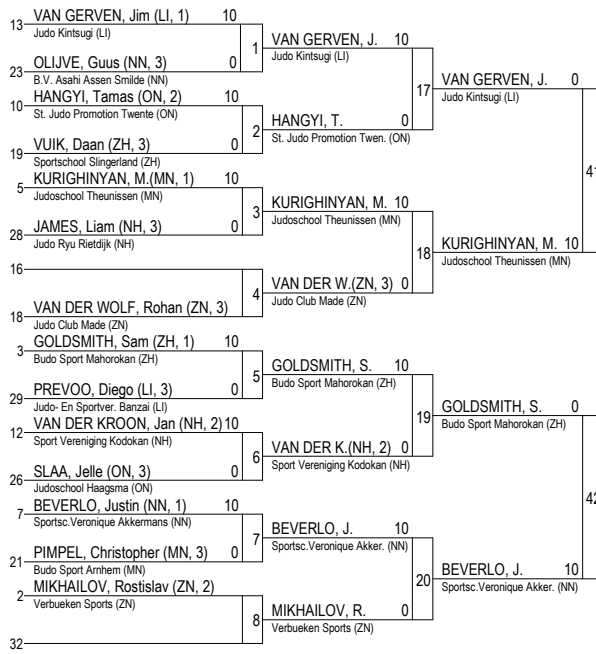 13 VAN GERVEN, Jim (LI, 1) 10
Judo Kintsugi (LI)
1
23 OLIJVE, Guus (NN, 3) 0
B.V. Asahi Assen Smilde (NN)
10 HANGYI, Tamas (ON, 2) 10
St. Judo Promotion Twente (ON)
2
19 VUIK, Daan (ZH, 3) 0
Sportschool Slingerland (ZH)
5 KURIGHINYAN, M.(MN, 1) 10
Judoschool Theunissen (MN)
3
28 JAMES, Liam (NH, 3) 0
Judo Ryu Rietdijk (NH)
16
4
18 VAN DER WOLF, Rohan (ZN, 3)
Judo Club Made (ZN)
3 GOLDSMITH, Sam (ZH, 1) 10
Budo Sport Mahorokan (ZH)
5
29 PREVOO, Diego (LI, 3) 0
Judo- En Sportver. Banzai (LI)
12 VAN DER KROON, Jan (NH, 2) 10
Sport Vereniging Kodokan (NH)
6
26 SLAA, Jelle (ON, 3) 0
Judoschool Haagsma (ON)
7 BEVERLO, Justin (NN, 1) 10
Sportsc.Veronique Akkermans (NN)
7
21 PIMPEL, Christopher (MN, 3) 0
Budo Sport Arnhem (MN)
2 MIKHAILOV, Rostislav (ZN, 2)
Verbueken Sports (ZN)
8
32
VAN GERVEN, J. 10
Judo Kintsugi (LI)
17
HANGYI, T. 0
St. Judo Promotion Twen. (ON)
KURIGHINYAN, M. 10
Judoschool Theunissen (MN)
18
VAN DER W.(ZN, 3) 0
Judo Club Made (ZN)
GOLDSMITH, S. 10
Budo Sport Mahorokan (ZH)
19
VAN DER K.(NH, 2) 0
Sport Vereniging Kodokan (NH)
BEVERLO, J. 10
Sportsc.Veronique Akker. (NN)
20
MIKHAILOV, R. 0
Verbueken Sports (ZN)
VAN GERVEN, J. 0
Judo Kintsugi (LI)
41
KURIGHINYAN, M. 10
Judoschool Theunissen (MN)
GOLDSMITH, S. 0
Budo Sport Mahorokan (ZH)
42
BEVERLO, J. 10
Sportsc.Veronique Akker. (NN)